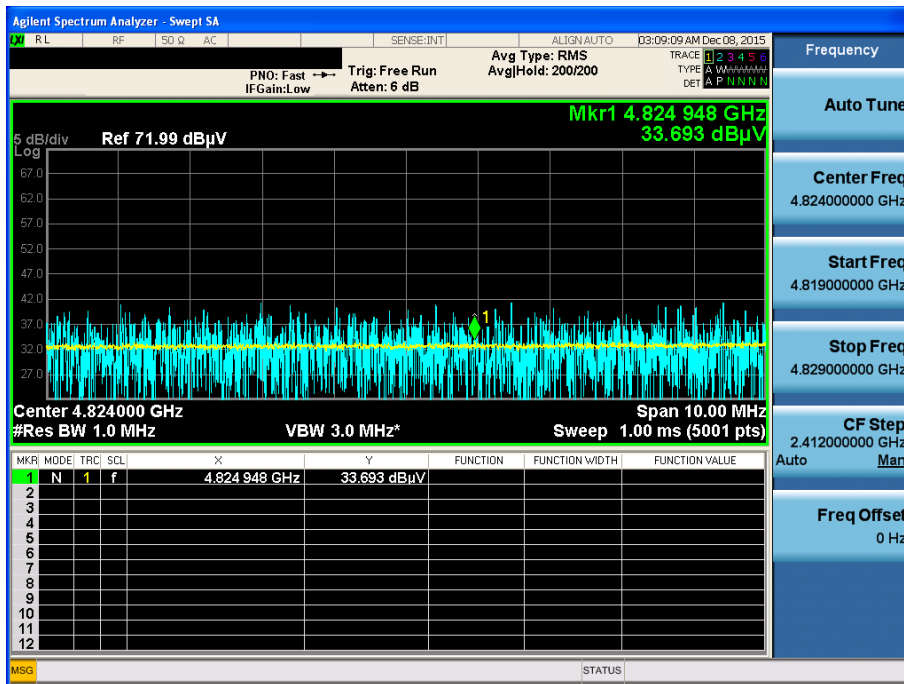 Agilent Spectrum Analyzer - Swept SA
LXI RL RF 50 Ω AC SENSE:INT ALIGN AUTO 03:09:09 AM Dec 08, 2015
PNO: Fast
IFGain:Low
Trig: Free Run
Atten: 6 dB
Avg Type: RMS
Avg|Hold: 200/200
TRACE 1 2 3 4 5 6
TYPE A WWWWW
DET A P N N N N
Mkr1 4.824 948 GHz
33.693 dBµV
5 dB/div Ref 71.99 dBµV
Log
67.0
62.0
57.0
52.0
47.0
42.0
37.0
32.0
27.0
1
Center 4.824000 GHz Span 10.00 MHz
#Res BW 1.0 MHz VBW 3.0 MHz* Sweep 1.00 ms (5001 pts)
MKR MODE TRC SCL X Y FUNCTION FUNCTION WIDTH FUNCTION VALUE
1 N 1 f 4.824 948 GHz 33.693 dBµV
2
3
4
5
6
7
8
9
10
11
12
MSG STATUS
Frequency
Auto Tune
Center Freq
4.824000000 GHz
Start Freq
4.819000000 GHz
Stop Freq
4.829000000 GHz
CF Step
2.412000000 GHz
Auto Man
Freq Offset
0 Hz